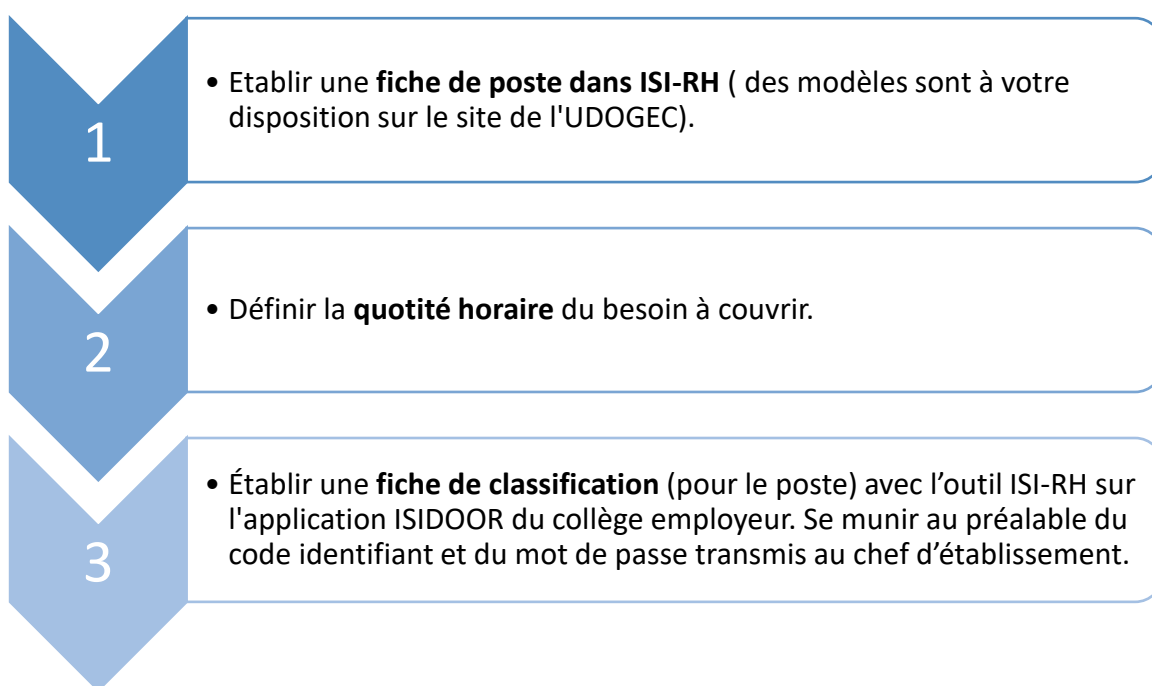 1
• Etablir une fiche de poste dans ISI-RH ( des modèles sont à votre
disposition sur le site de l'UDOGEC).
2
• Définir la quotité horaire du besoin à couvrir.
3
• Établir une fiche de classification (pour le poste) avec l’outil ISI-RH sur
l'application ISIDOOR du collège employeur. Se munir au préalable du
code identifiant et du mot de passe transmis au chef d’établissement.